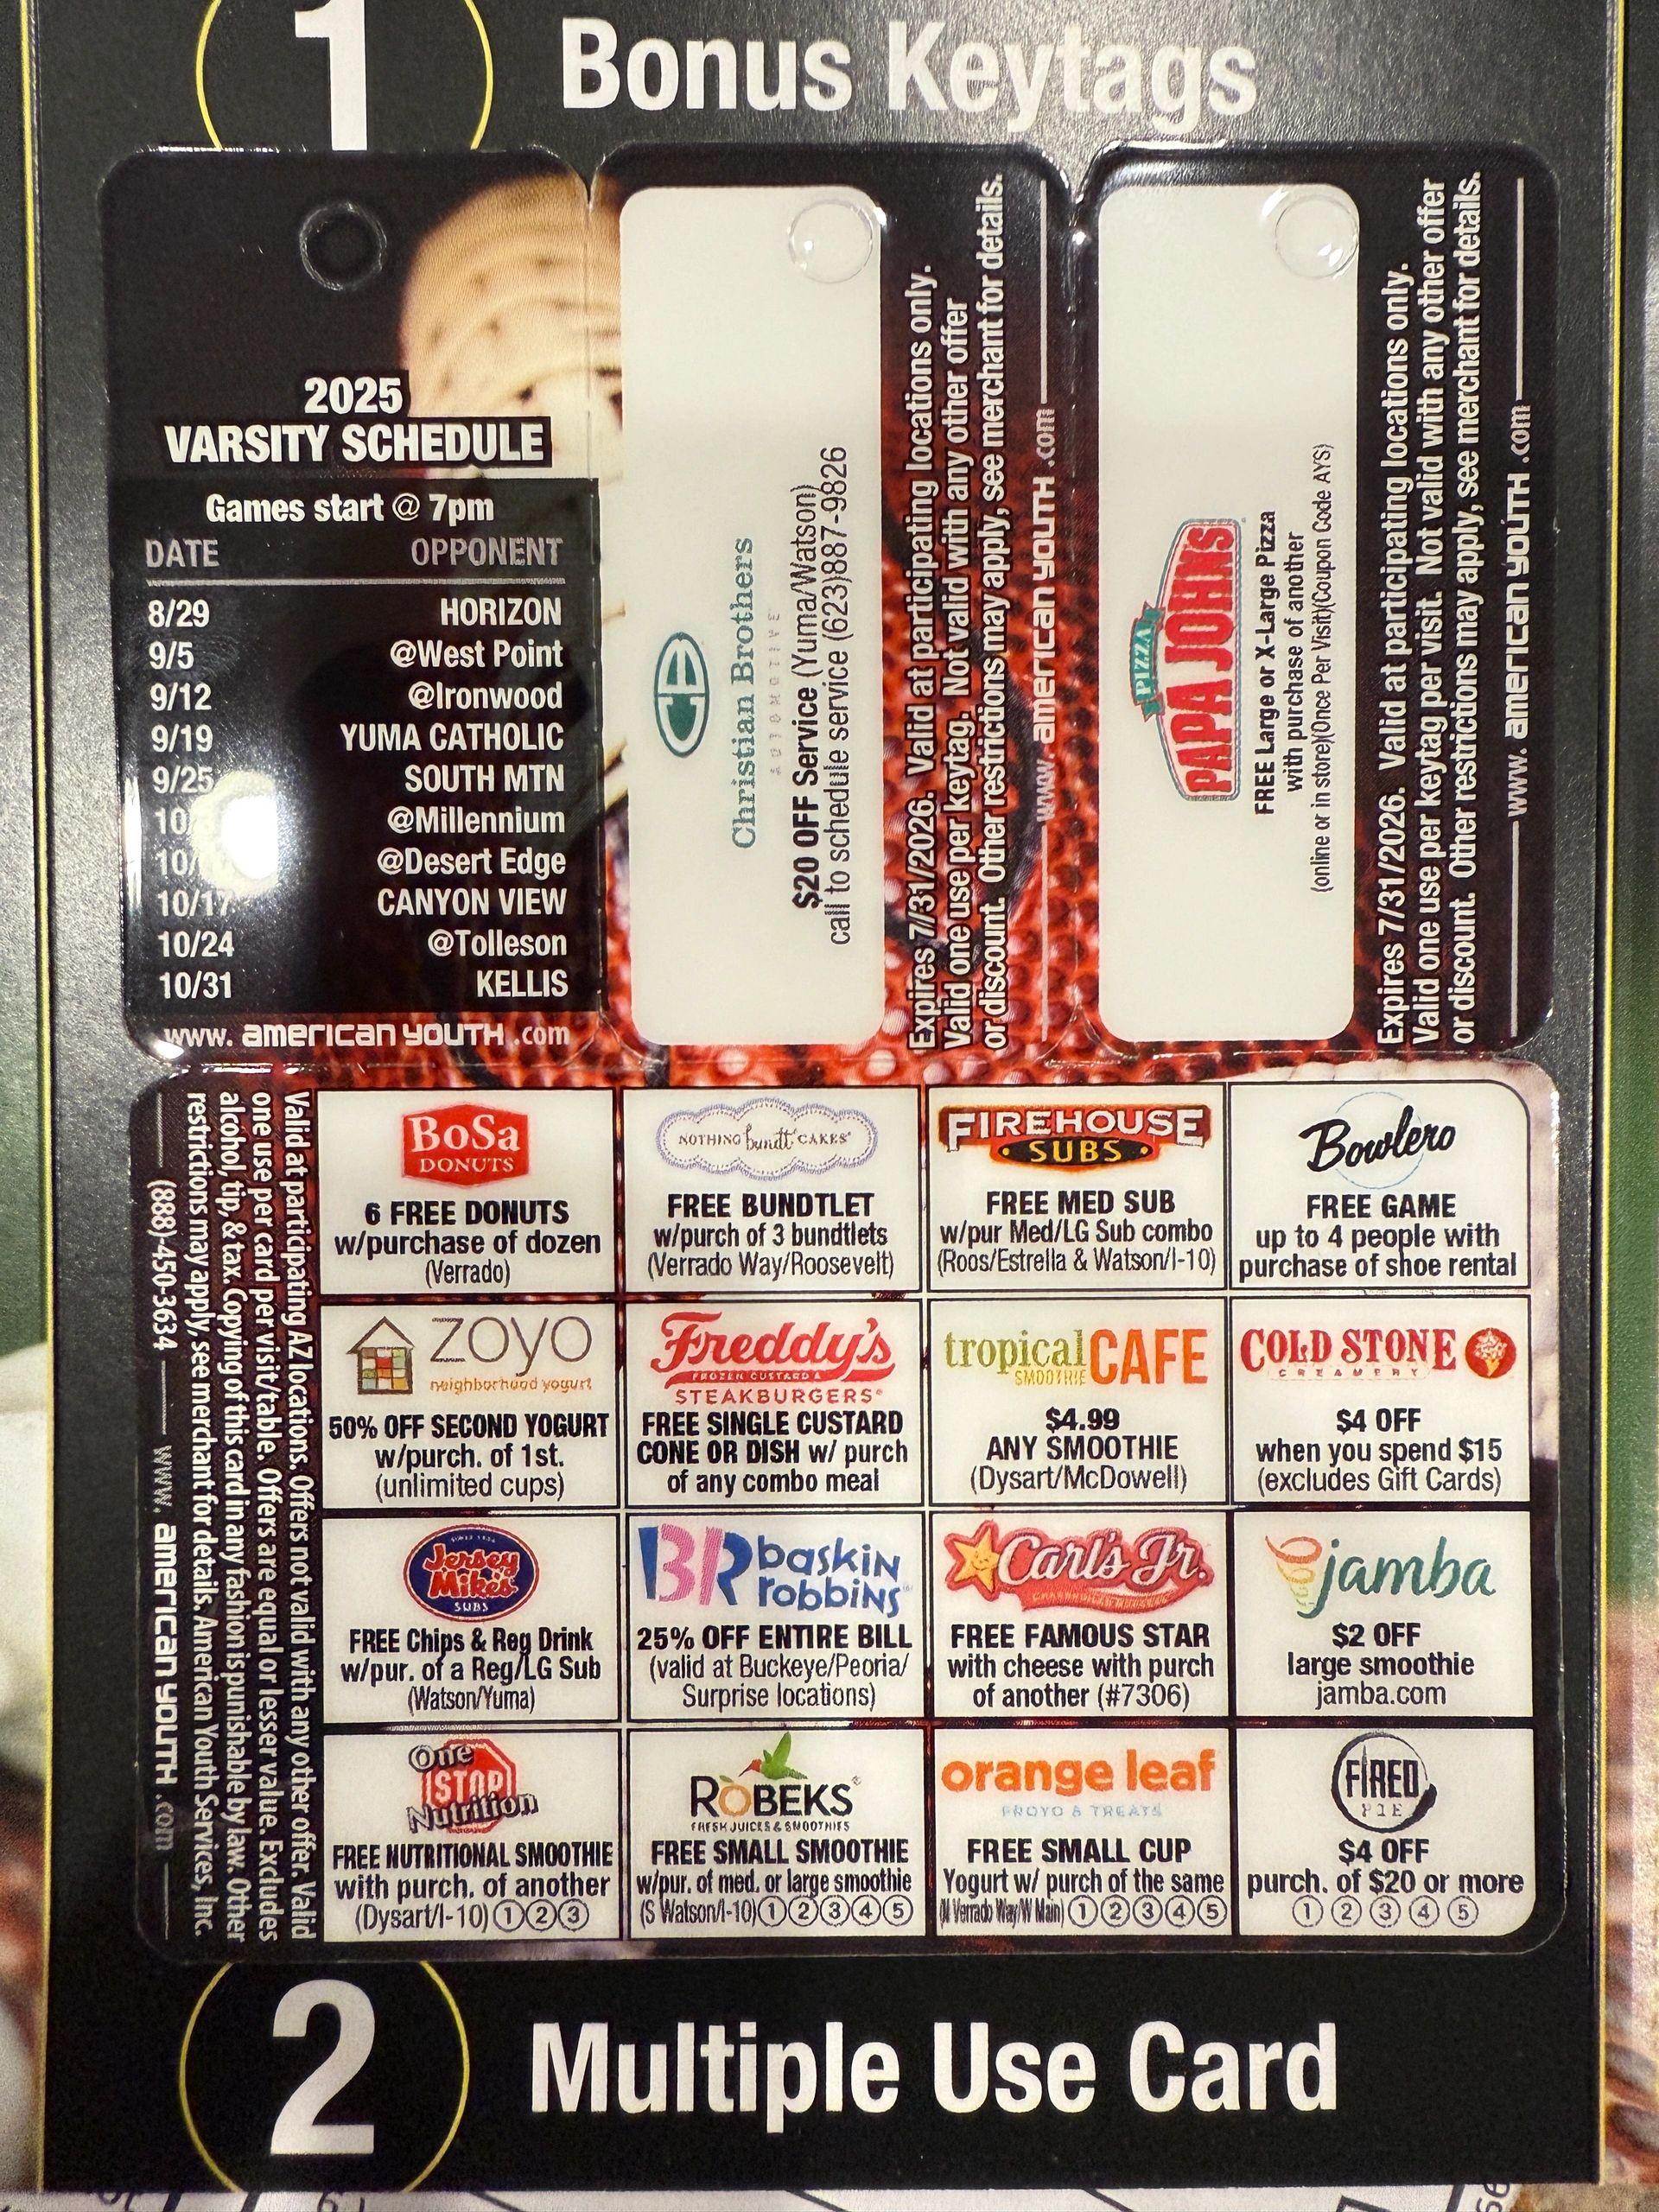 1
Bonus Keytags
2025
VARSITY SCHEDULE
Games start @ 7pm
DATE OPPONENT
8/29 HORIZON
9/5 @West Point
9/12 @Ironwood
9/19 YUMA CATHOLIC
9/25 SOUTH MTN
10/ @Millennium
10/ @Desert Edge
10/17 CANYON VIEW
10/24 @Tolleson
10/31 KELLIS
www. american youth .com
Christian Brothers
AUTOMOTIVE
$20 OFF Service (Yuma/Watson)
call to schedule service (623)887-9826
Expires 7/31/2026. Valid at participating locations only.
Valid one use per keytag. Not valid with any other offer
or discount. Other restrictions may apply, see merchant for details.
www. american youth .com
PIZZA
PAPA JOHNS
FREE Large or X-Large Pizza
with purchase of another
(online or in store)(Once Per Visit)(Coupon Code AYS)
Expires 7/31/2026. Valid at participating locations only.
Valid one use per keytag per visit. Not valid with any other offer
or discount. Other restrictions may apply, see merchant for details.
www. american youth .com
Valid at participating AZ locations. Offers not valid with any other offer. Valid
one use per card per visit/table. Offers are equal or lesser value. Excludes
alcohol, tip, & tax. Copying of this card in any fashion is punishable by law. Other
restrictions may apply, see merchant for details. American Youth Services, Inc.
(888)-450-3634 www. american youth .com
BoSa
DONUTS
6 FREE DONUTS
w/purchase of dozen
(Verrado)
NOTHING bundt CAKES
FREE BUNDTLET
w/purch of 3 bundtlets
(Verrado Way/Roosevelt)
FIREHOUSE
SUBS
FREE MED SUB
w/pur Med/LG Sub combo
(Roos/Estrella & Watson/I-10)
Bowlero
FREE GAME
up to 4 people with
purchase of shoe rental
zoyo
neighborhood yogurt
50% OFF SECOND YOGURT
w/purch. of 1st.
(unlimited cups)
Freddy's
FROZEN CUSTARD &
STEAKBURGERS®
FREE SINGLE CUSTARD
CONE OR DISH w/ purch
of any combo meal
tropical CAFE
SMOOTHIE
$4.99
ANY SMOOTHIE
(Dysart/McDowell)
COLD STONE
CREAMERY
$4 OFF
when you spend $15
(excludes Gift Cards)
Jersey
Mike's
SUBS
FREE Chips & Reg Drink
w/pur. of a Reg/LG Sub
(Watson/Yuma)
BR baskin
robbins
25% OFF ENTIRE BILL
(valid at Buckeye/Peoria/
Surprise locations)
Carl's Jr.
FREE FAMOUS STAR
with cheese with purch
of another (#7306)
jamba
$2 OFF
large smoothie
jamba.com
One
STOP
Nutrition
FREE NUTRITIONAL SMOOTHIE
with purch. of another
(Dysart/I-10) ① ② ③
ROBEKS®
FRESH JUICES & SMOOTHIES
FREE SMALL SMOOTHIE
w/pur. of med. or large smoothie
(S Watson/I-10) ① ② ③ ④ ⑤
orange leaf
FROYO & TREATS
FREE SMALL CUP
Yogurt w/ purch of the same
(N Verrado Way/W Main) ① ② ③ ④ ⑤
FIRED
PIE
$4 OFF
purch. of $20 or more
① ② ③ ④ ⑤
2
Multiple Use Card